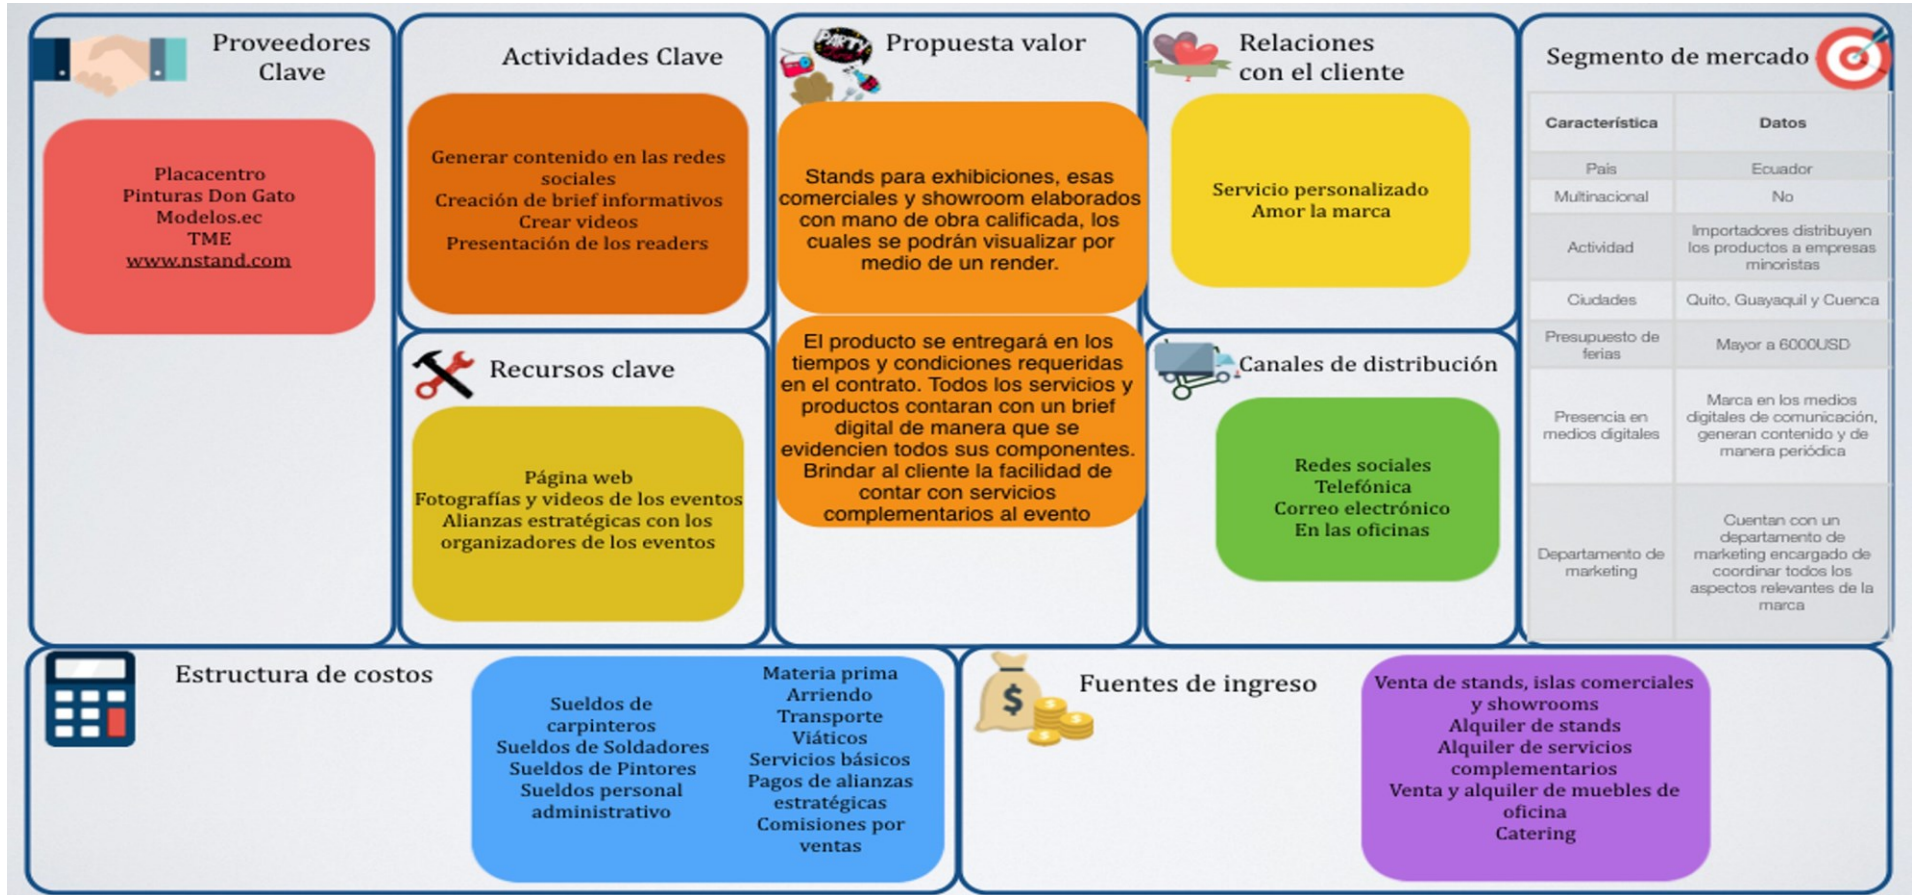 Proveedores
Clave
Placacentro
Pinturas Don Gato
Modelos.ec
TME
www.nstand.com
Actividades Clave
Generar contenido en las redes
sociales
Creación de brief informativos
Crear videos
Presentación de los readers
Recursos clave
Página web
Fotografías y videos de los eventos
Alianzas estratégicas con los
organizadores de los eventos
PARTY
Propuesta valor
Stands para exhibiciones, esas
comerciales y showroom elaborados
con mano de obra calificada, los
cuales se podrán visualizar por
medio de un render.
El producto se entregará en los
tiempos y condiciones requeridas
en el contrato. Todos los servicios y
productos contaran con un brief
digital de manera que se
evidencien todos sus componentes.
Brindar al cliente la facilidad de
contar con servicios
complementarios al evento
Relaciones
con el cliente
Servicio personalizado
Amor la marca
Canales de distribución
Redes sociales
Telefónica
Correo electrónico
En las oficinas
Segmento de mercado
Característica Datos
País Ecuador
Multinacional No
Actividad Importadores distribuyen
los productos a empresas
minoristas
Ciudades Quito, Guayaquil y Cuenca
Presupuesto de
ferias Mayor a 6000USD
Presencia en
medios digitales Marca en los medios
digitales de comunicación,
generan contenido y de
manera periódica
Departamento de
marketing Cuentan con un
departamento de
marketing encargado de
coordinar todos los
aspectos relevantes de la
marca
Estructura de costos
Sueldos de
carpinteros
Sueldos de Soldadores
Sueldos de Pintores
Sueldos personal
administrativo
Materia prima
Arriendo
Transporte
Viáticos
Servicios básicos
Pagos de alianzas
estratégicas
Comisiones por
ventas
$
Fuentes de ingreso
Venta de stands, islas comerciales
y showrooms
Alquiler de stands
Alquiler de servicios
complementarios
Venta y alquiler de muebles de
oficina
Catering